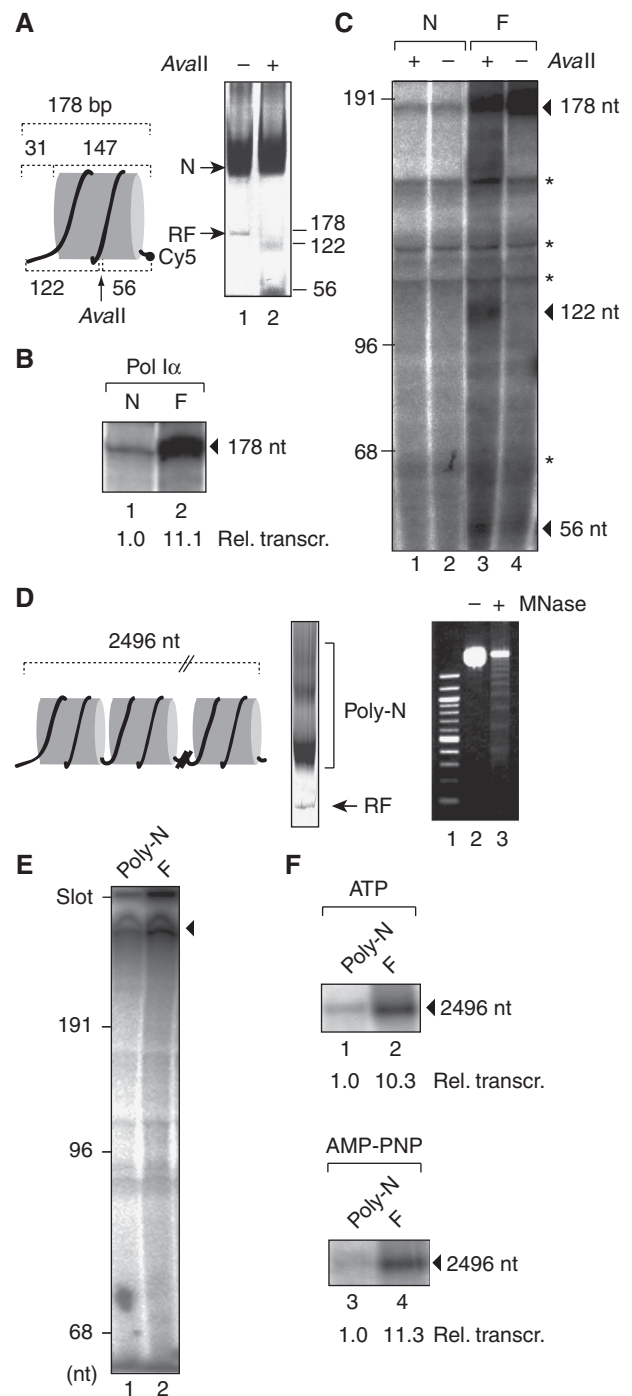 A
AvaII – +
178 bp
31 147
N
RF
178
122
56
Cy5
122 56
AvaII
1 2
B
Pol Iα
N F
178 nt
1 2
1.0 11.1 Rel. transcr.
C
N F
+ – + – AvaII
191
178 nt
*
*
*
122 nt
96
68
*
56 nt
1 2 3 4
D
2496 nt
Poly-N
RF
– + MNase
1 2 3
E
Poly-N F
Slot
191
96
68
(nt)
1 2
F
ATP
Poly-N F
2496 nt
1 2
1.0 10.3 Rel. transcr.
AMP-PNP
Poly-N F
2496 nt
3 4
1.0 11.3 Rel. transcr.